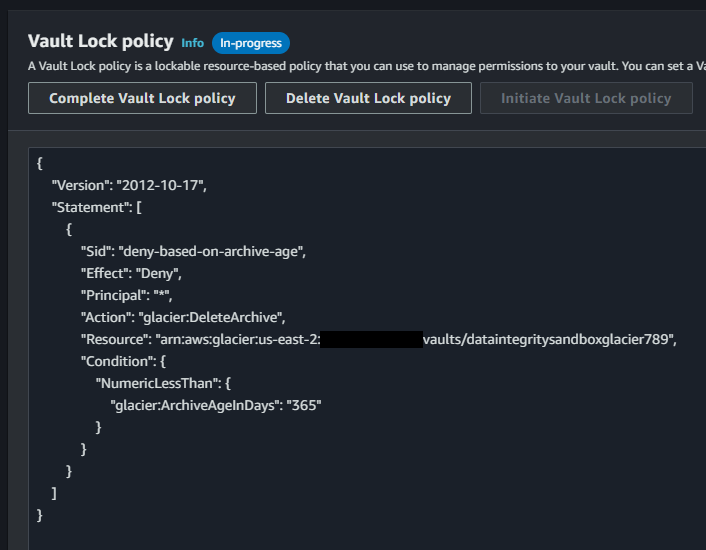 Vault Lock policy Info In-progress
A Vault Lock policy is a lockable resource-based policy that you can use to manage permissions to your vault. You can set a
Complete Vault Lock policy Delete Vault Lock policy Initiate Vault Lock policy
{
"Version": "2012-10-17",
"Statement": [
{
"Sid": "deny-based-on-archive-age",
"Effect": "Deny",
"Principal": "*",
"Action": "glacier:DeleteArchive",
"Resource": "arn:aws:glacier:us-east-2: vaults/dataintegritysandboxglacier789",
"Condition": {
"NumericLessThan": {
"glacier:ArchiveAgeInDays": "365"
}
}
}
]
}